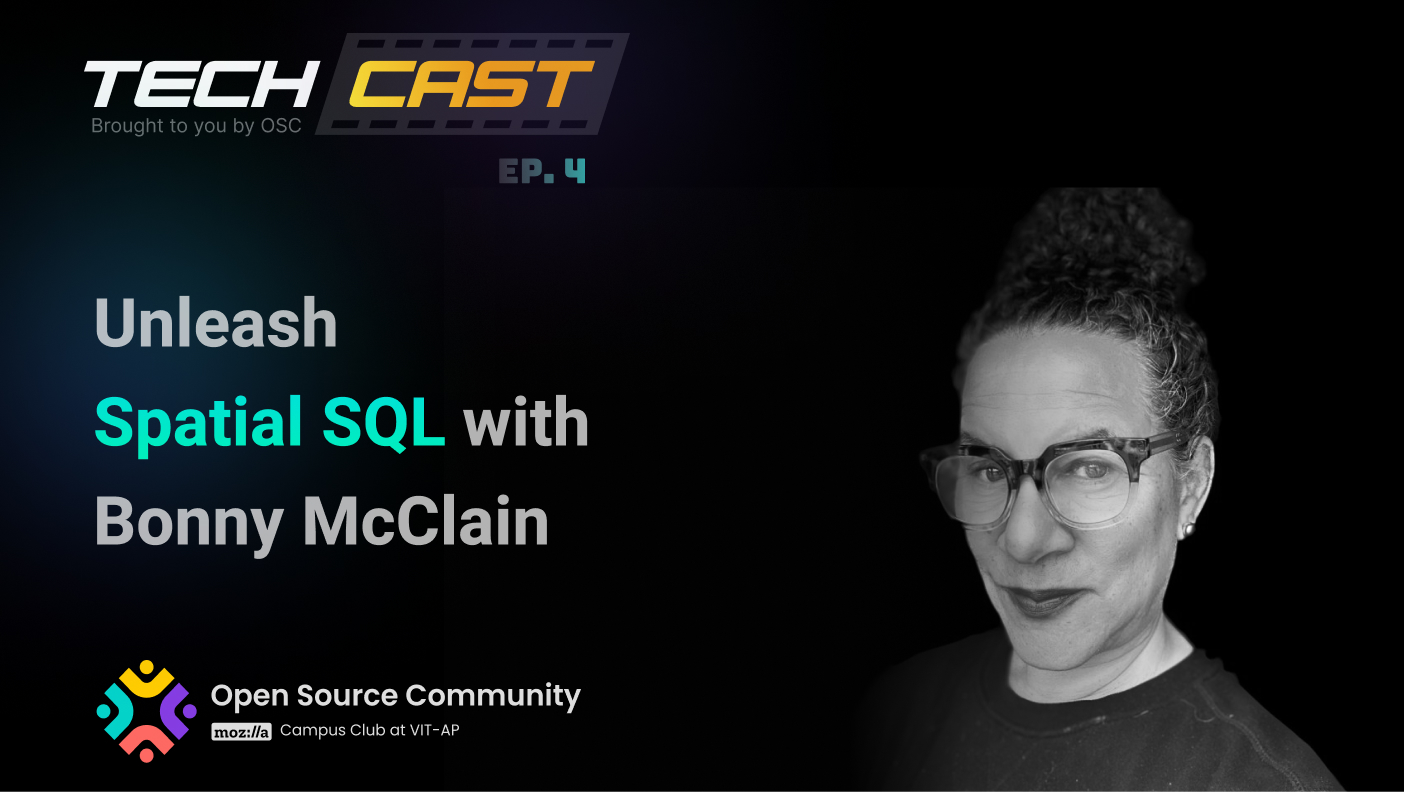 TECH CAST
Brought to you by OSC
EP. 4
Unleash
Spatial SQL with
Bonny McClain
Open Source Community
moz://a Campus Club at VIT-AP